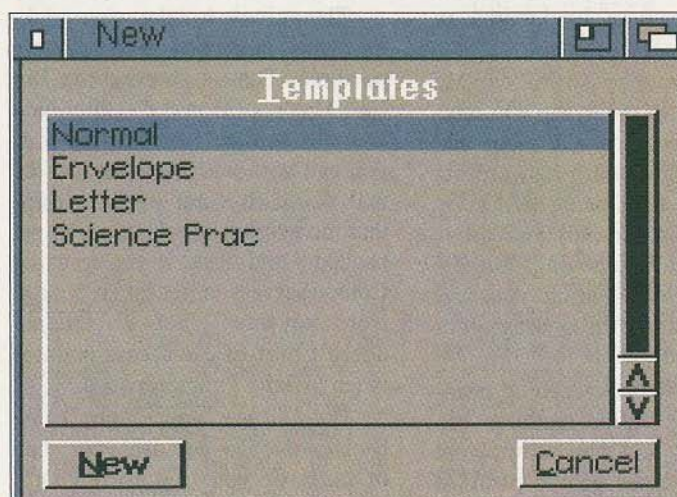 New
Templates
Normal
Envelope
Letter
Science Prac
New
Cancel